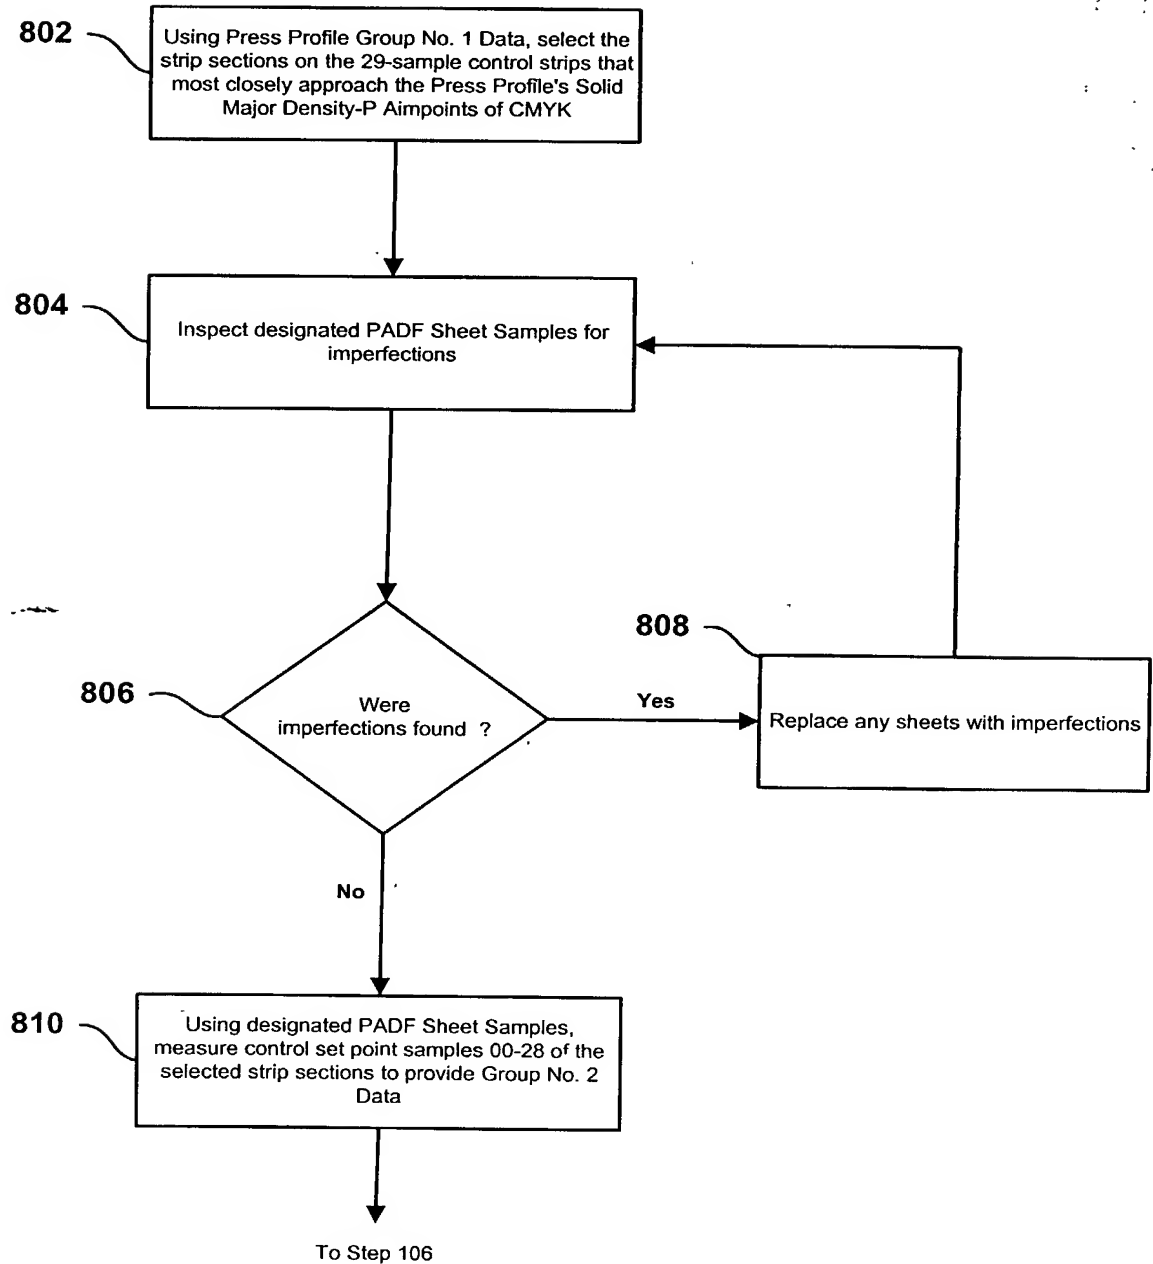 802
Using Press Profile Group No. 1 Data, select the
strip sections on the 29-sample control strips that
most closely approach the Press Profile's Solid
Major Density-P Aimpoints of CMYK
804
Inspect designated PADF Sheet Samples for
imperfections
806
Were
imperfections found ?
Yes
808
Replace any sheets with imperfections
No
810
Using designated PADF Sheet Samples,
measure control set point samples 00-28 of the
selected strip sections to provide Group No. 2
Data
To Step 106